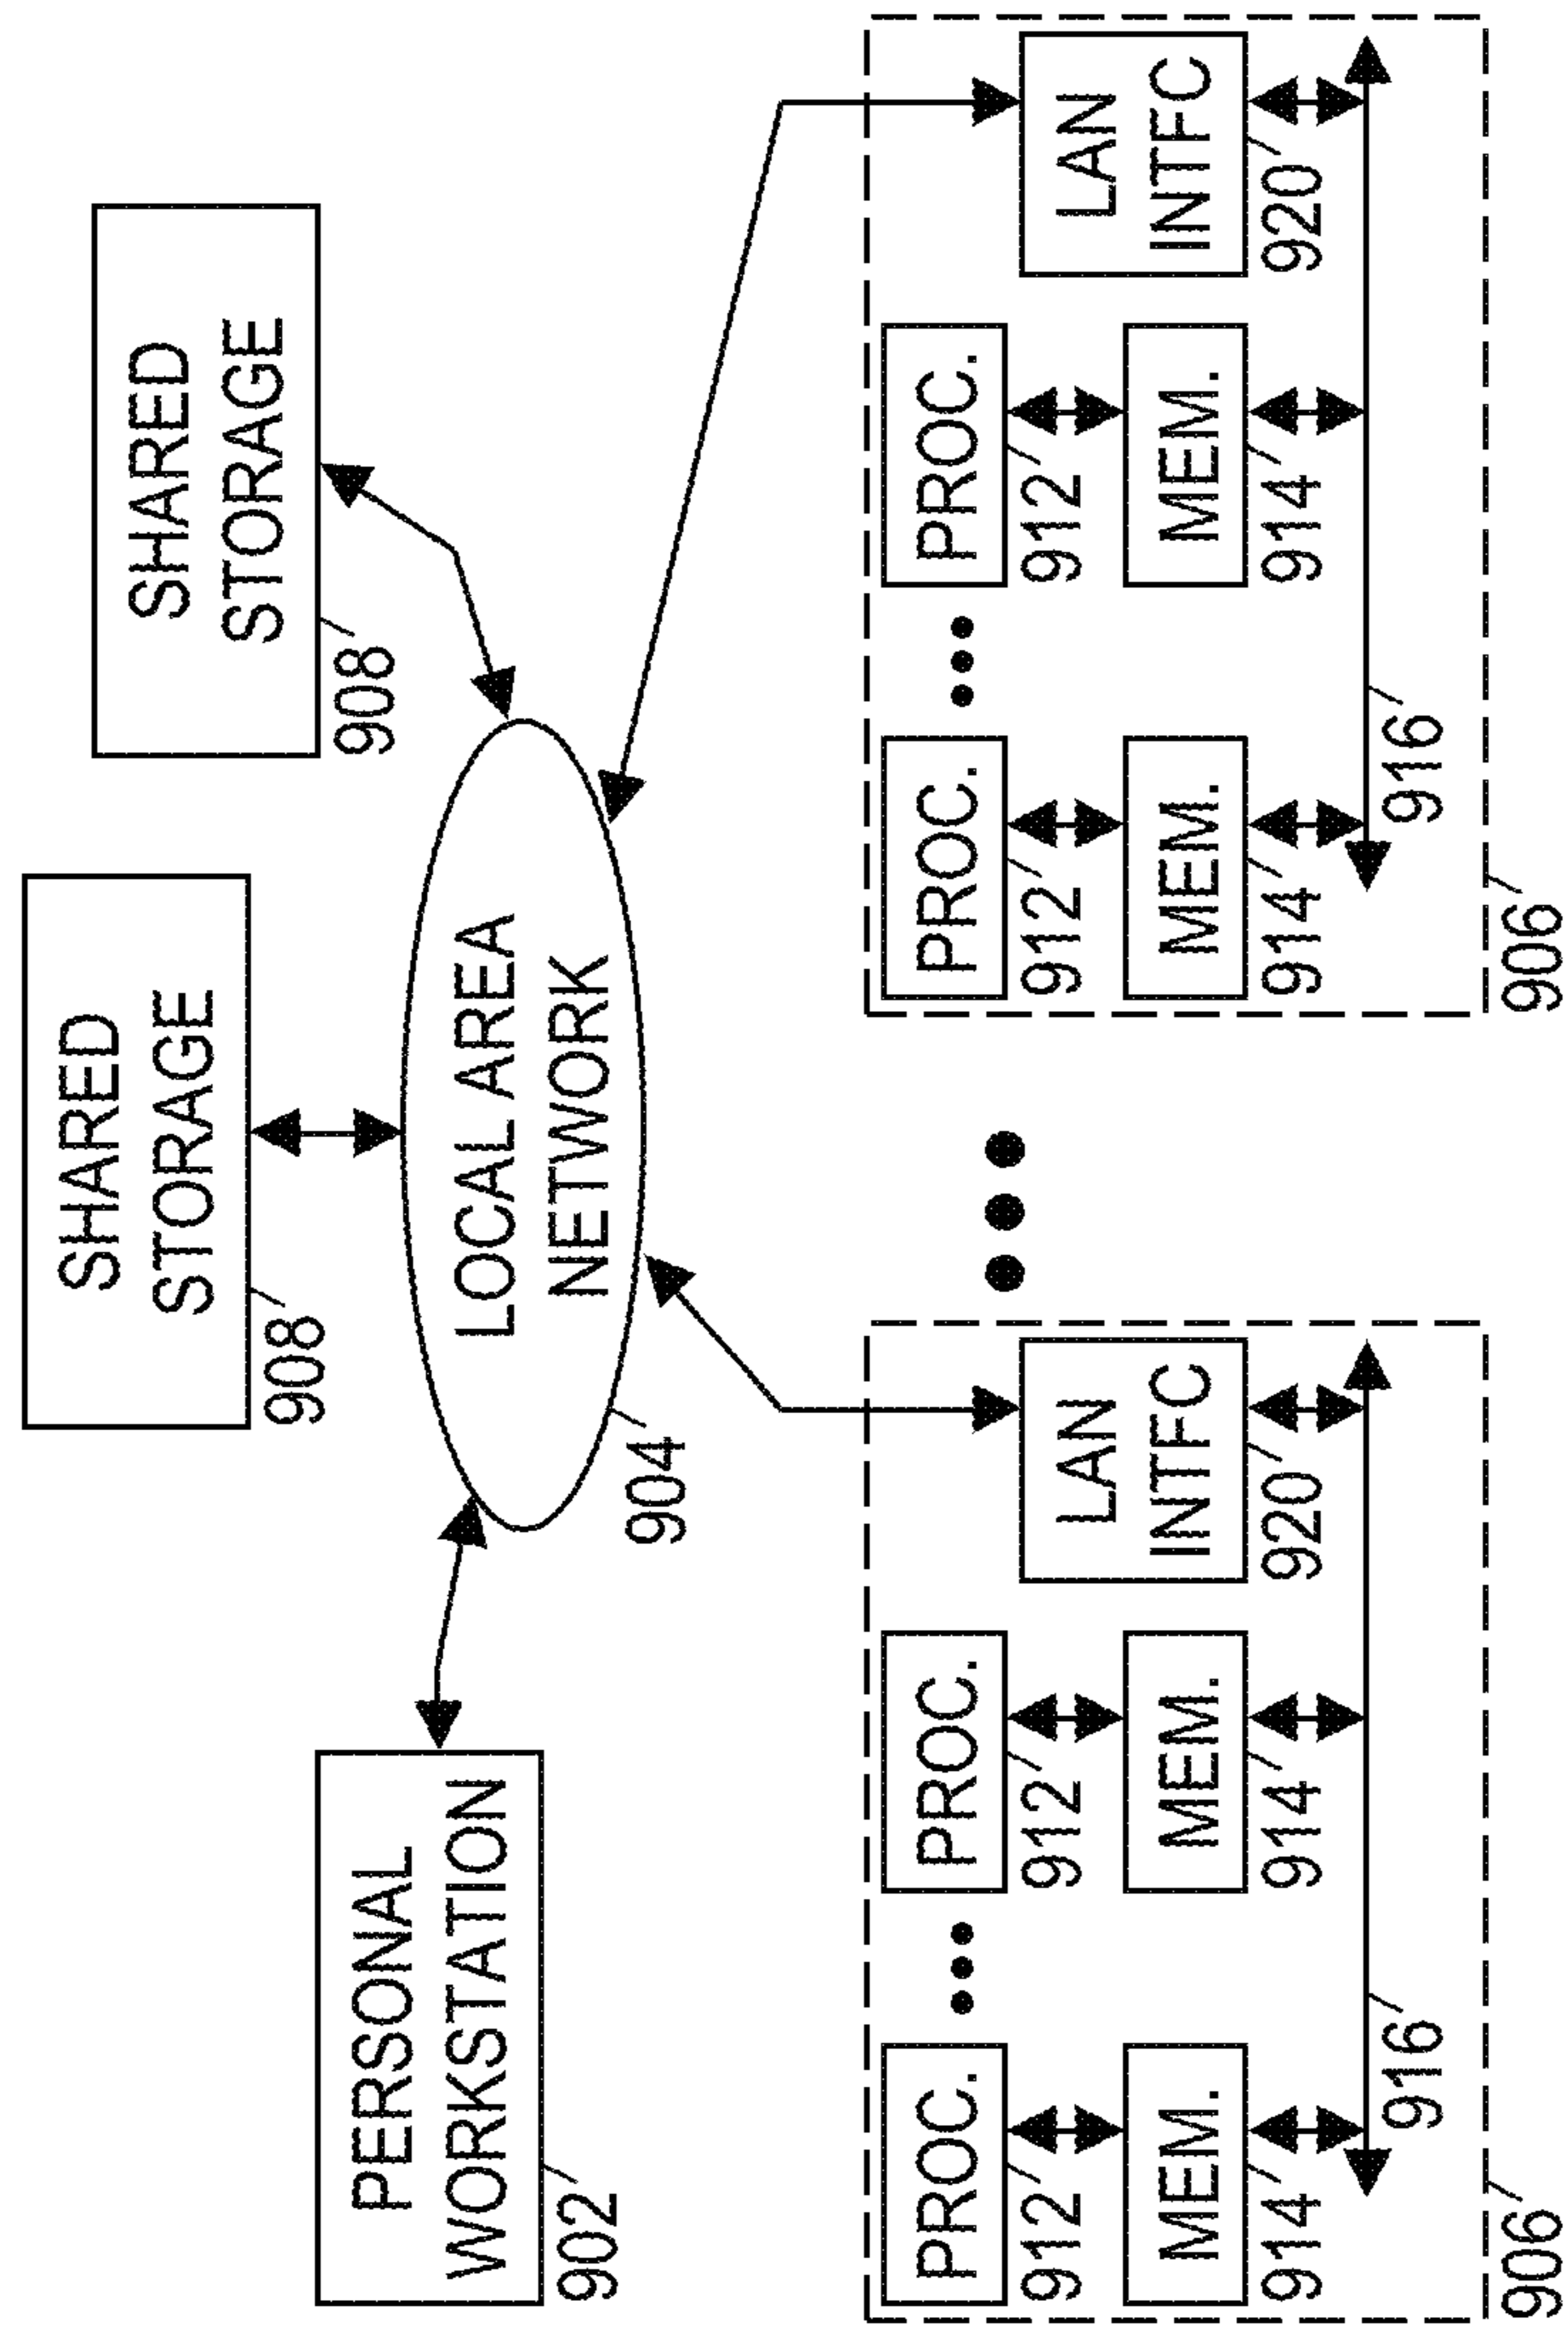 SHARED
STORAGE
908
SHARED
STORAGE
908
PERSONAL
WORKSTATION
902
LOCAL AREA
NETWORK
904
PROC.
912
PROC.
912
LAN
INTFC
920
MEM.
914
MEM.
914
916
906
PROC.
912
PROC.
912
LAN
INTFC
920
MEM.
914
MEM.
914
916
906